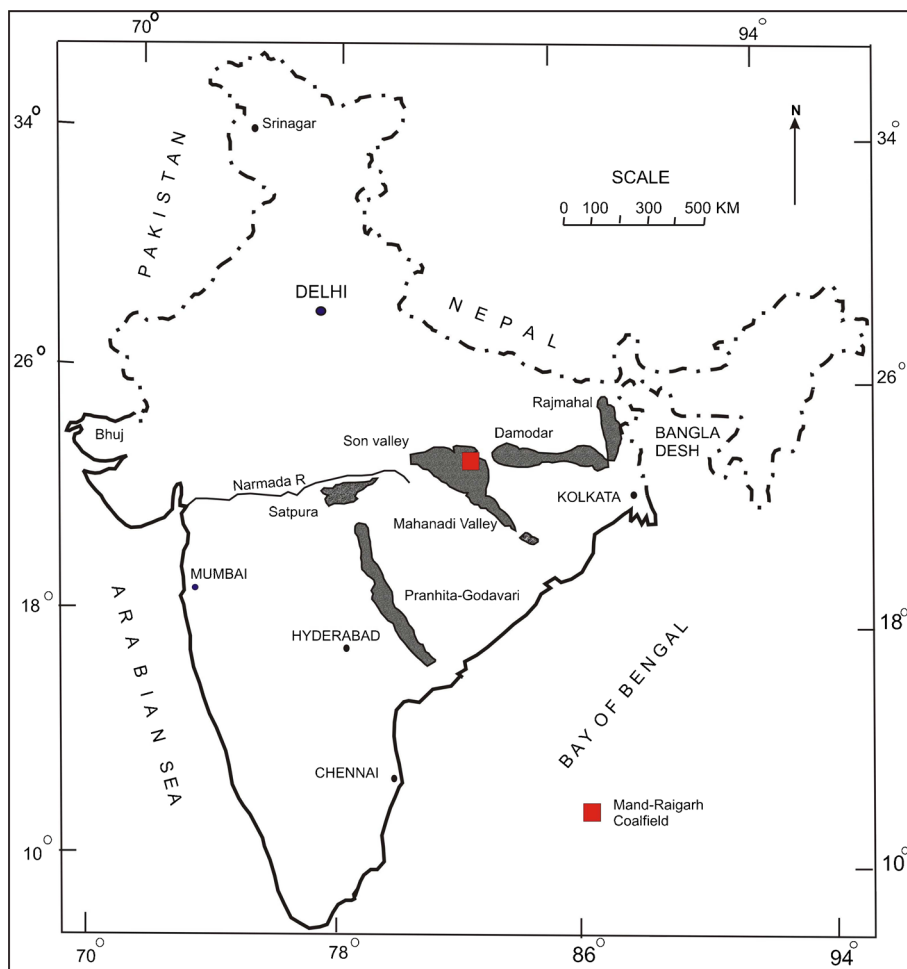 70°
94°
34°
Srinagar
34°
N
SCALE
0 100 300 500 KM
PAKISTAN
DELHI
NEPAL
26°
26°
Rajmahal
Bhuj
Son valley
Damodar
BANGLA
DESH
Narmada R
Satpura
KOLKATA
Mahanadi Valley
MUMBAI
Pranhita-Godavari
18°
18°
HYDERABAD
ARABIAN SEA
BAY OF BENGAL
CHENNAI
Mand-Raigarh
Coalfield
10°
10°
70°
78°
86°
94°